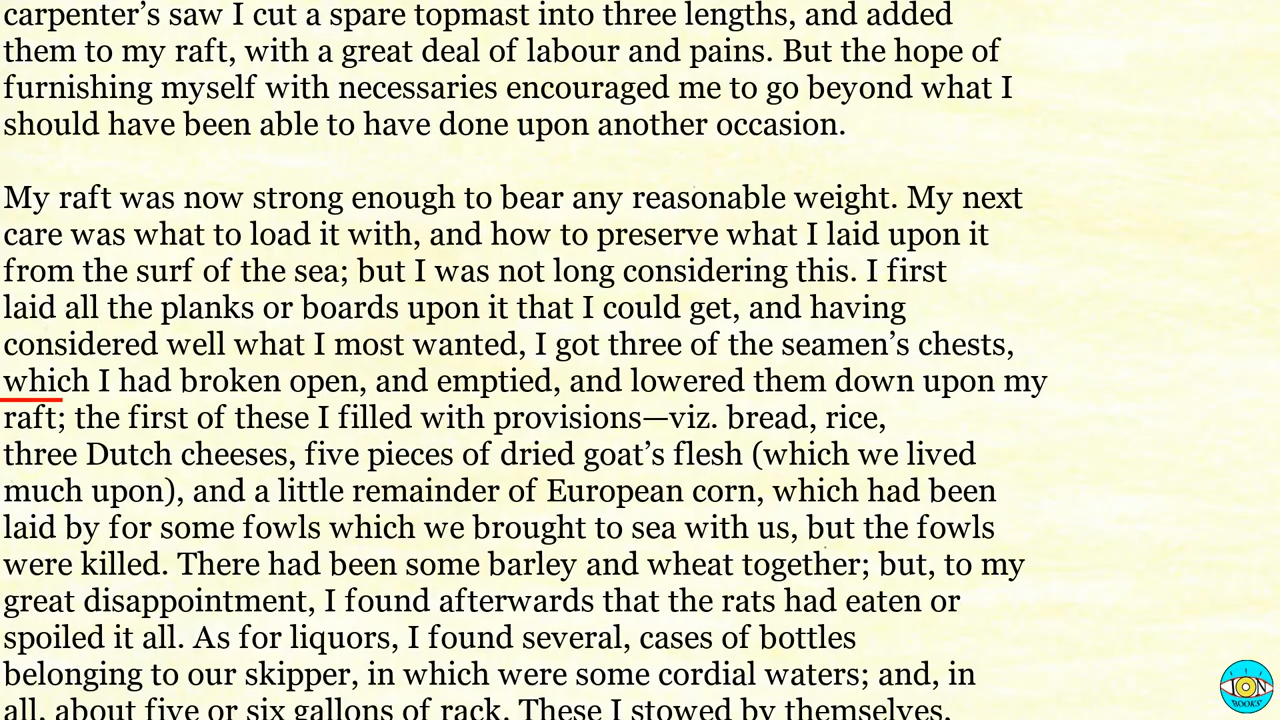 carpenter’s saw I cut a spare topmast into three lengths, and added
them to my raft, with a great deal of labour and pains. But the hope of
furnishing myself with necessaries encouraged me to go beyond what I
should have been able to have done upon another occasion.
My raft was now strong enough to bear any reasonable weight. My next
care was what to load it with, and how to preserve what I laid upon it
from the surf of the sea; but I was not long considering this. I first
laid all the planks or boards upon it that I could get, and having
considered well what I most wanted, I got three of the seamen’s chests,
which I had broken open, and emptied, and lowered them down upon my
raft; the first of these I filled with provisions—viz. bread, rice,
three Dutch cheeses, five pieces of dried goat’s flesh (which we lived
much upon), and a little remainder of European corn, which had been
laid by for some fowls which we brought to sea with us, but the fowls
were killed. There had been some barley and wheat together; but, to my
great disappointment, I found afterwards that the rats had eaten or
spoiled it all. As for liquors, I found several, cases of bottles
belonging to our skipper, in which were some cordial waters; and, in
all, about five or six gallons of rack. These I stowed by themselves,
ION
BOOKS